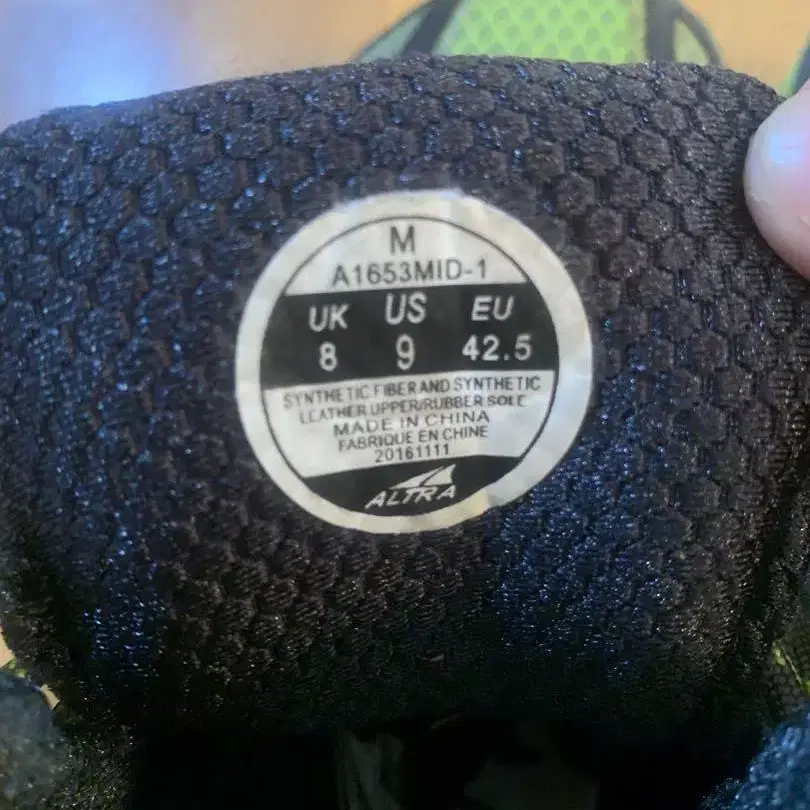 M
A1653MID-1
UK US EU
8 9 42.5
SYNTHETIC FIBER AND SYNTHETIC
LEATHER UPPER/RUBBER SOLE
MADE IN CHINA
FABRIQUE EN CHINE
20161111
ALTRA